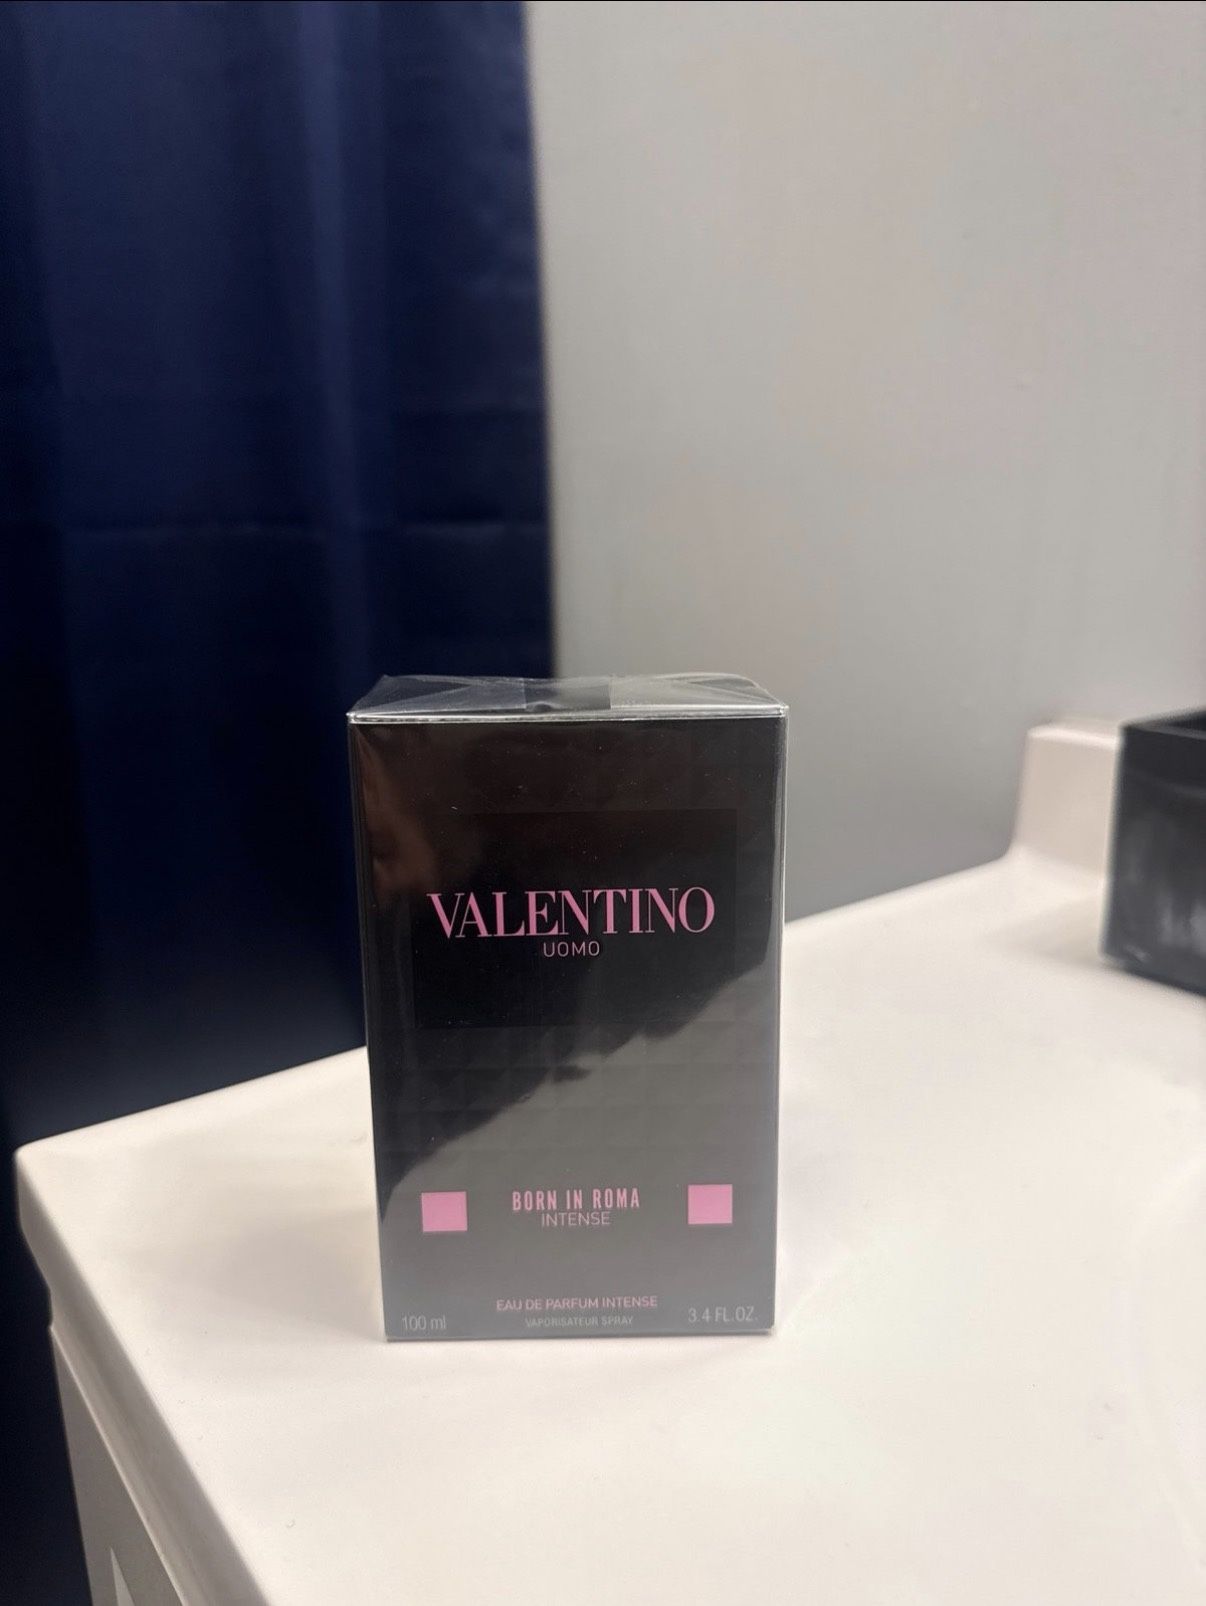 VALENTINO
UOMO
BORN IN ROMA
INTENSE
EAU DE PARFUM INTENSE
100 ml
VAPORISATEUR SPRAY
3.4 FL.OZ.